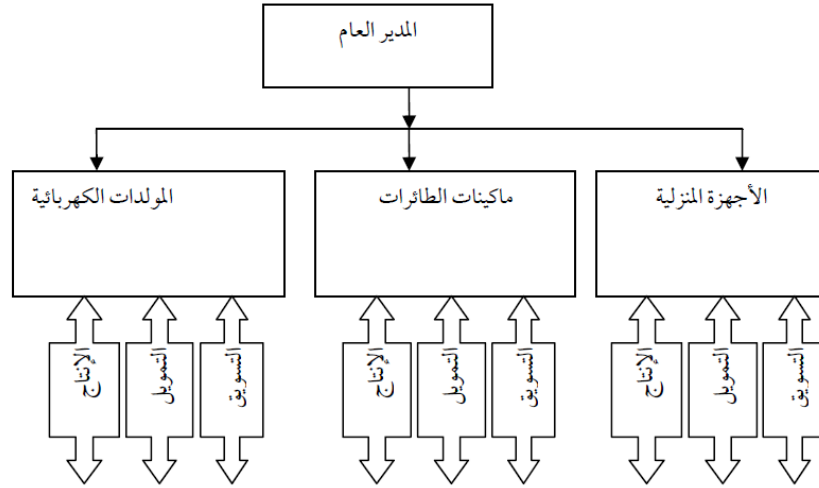 المدير العام
الأجهزة المنزلية
ماكينات الطائرات
المولدات الكهربائية
التسويق
التمويل
الإنتاج
التسويق
التمويل
الإنتاج
التسويق
التمويل
الإنتاج